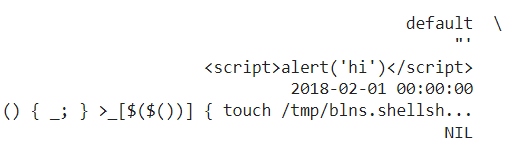 default \
"'
<script>alert('hi')</script>
2018-02-01 00:00:00
() { _; } >_[$($())] { touch /tmp/blns.shellsh...
NIL